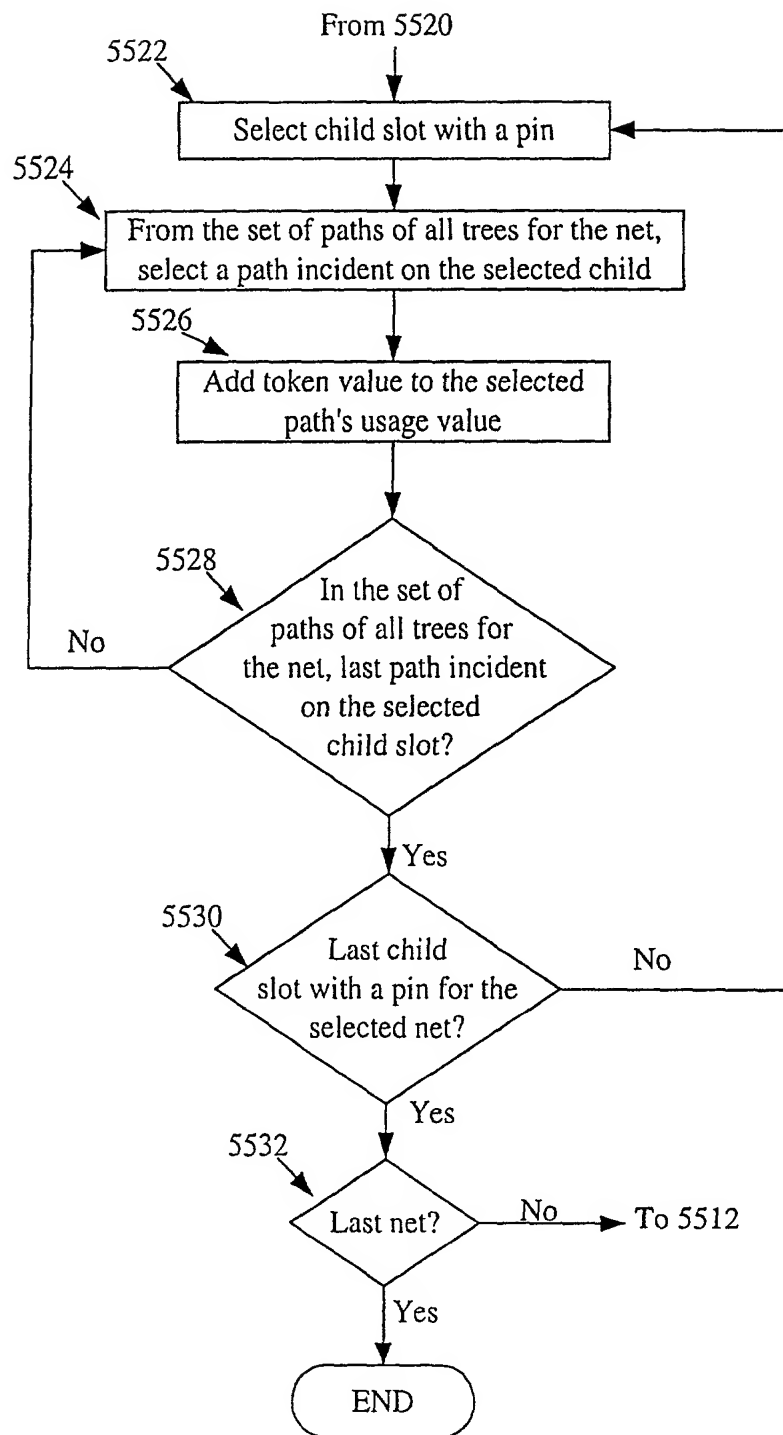 From 5520
5522
Select child slot with a pin
5524
From the set of paths of all trees for the net,
select a path incident on the selected child
5526
Add token value to the selected
path's usage value
5528
In the set of
paths of all trees for
the net, last path incident
on the selected
child slot?
No
Yes
5530
Last child
slot with a pin for the
selected net?
No
Yes
5532
Last net?
No
To 5512
Yes
END